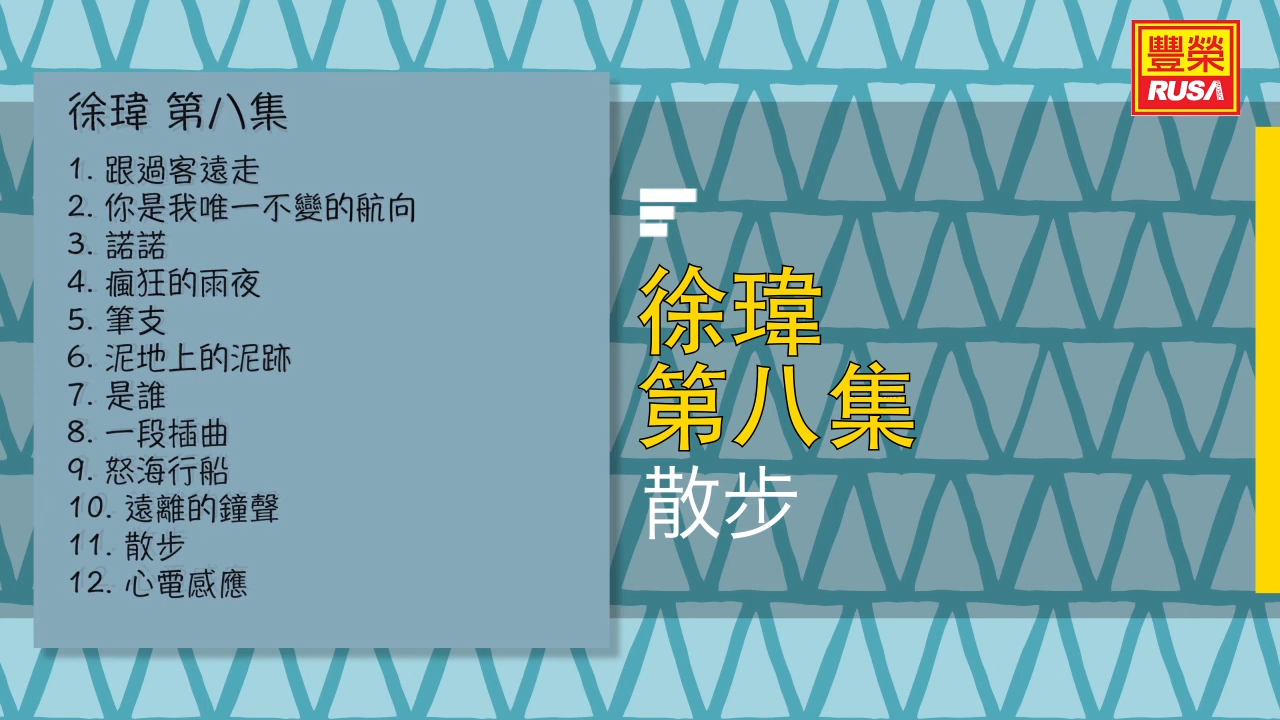 徐瑋 第八集
1. 跟過客遠走
2. 你是我唯一不變的航向
3. 諾諾
4. 瘋狂的雨夜
5. 筆支
6. 泥地上的泥跡
7. 是誰
8. 一段插曲
9. 怒海行船
10. 遠離的鐘聲
11. 散步
12. 心電感應
豐榮
RUSA
徐瑋
第八集
散步